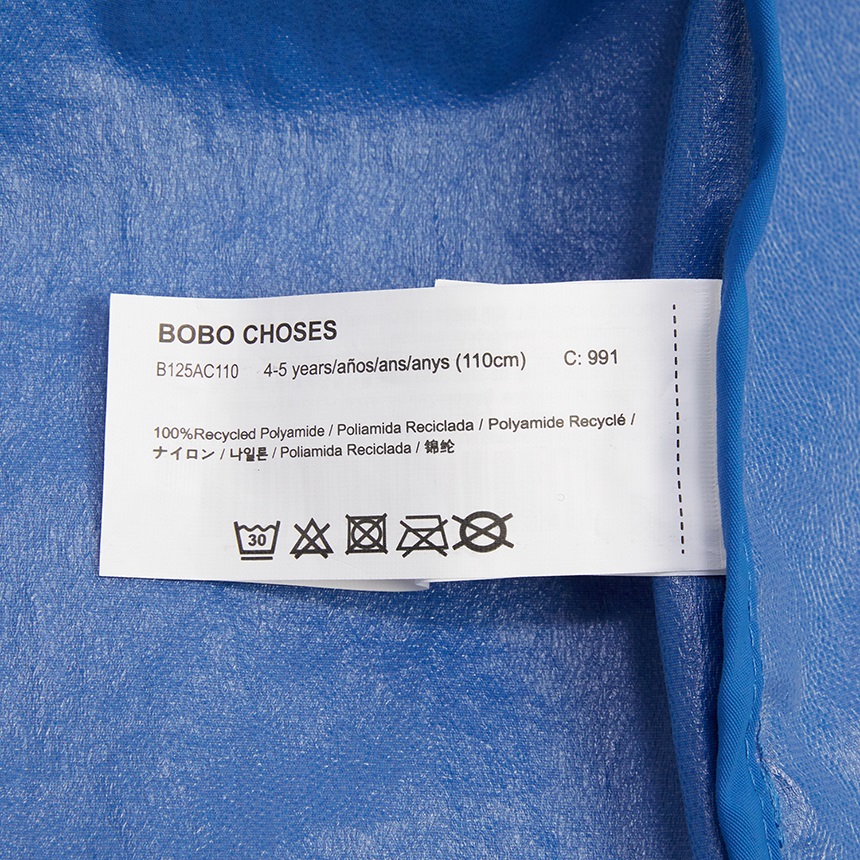 BOBO CHOSES
B125AC110 4-5 years/años/ans/anys (110cm) C: 991
100%Recycled Polyamide / Poliamida Reciclada / Polyamide Recyclé /
ナイロン / 나일론 / Poliamida Reciclada / 锦纶
30